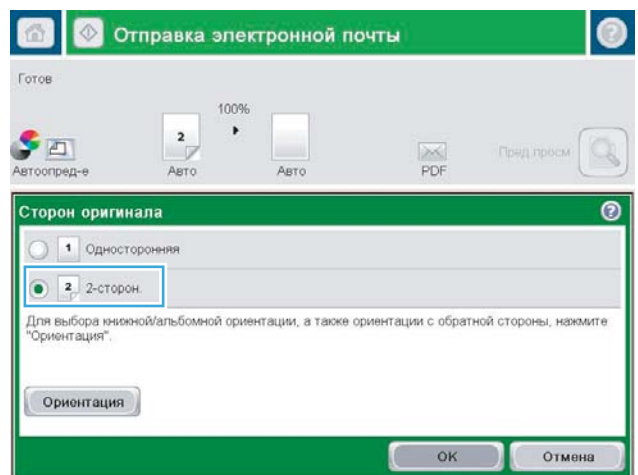 Отправка электронной почты
Готов
100%
2
Автоопред-е
Авто
Авто
PDF
Пред.просм
Сторон оригинала
1 Односторонняя
2 2-сторон.
Для выбора книжной/альбомной ориентации, а также ориентации с обратной стороны, нажмите
"Ориентация".
Ориентация
OK
Отмена